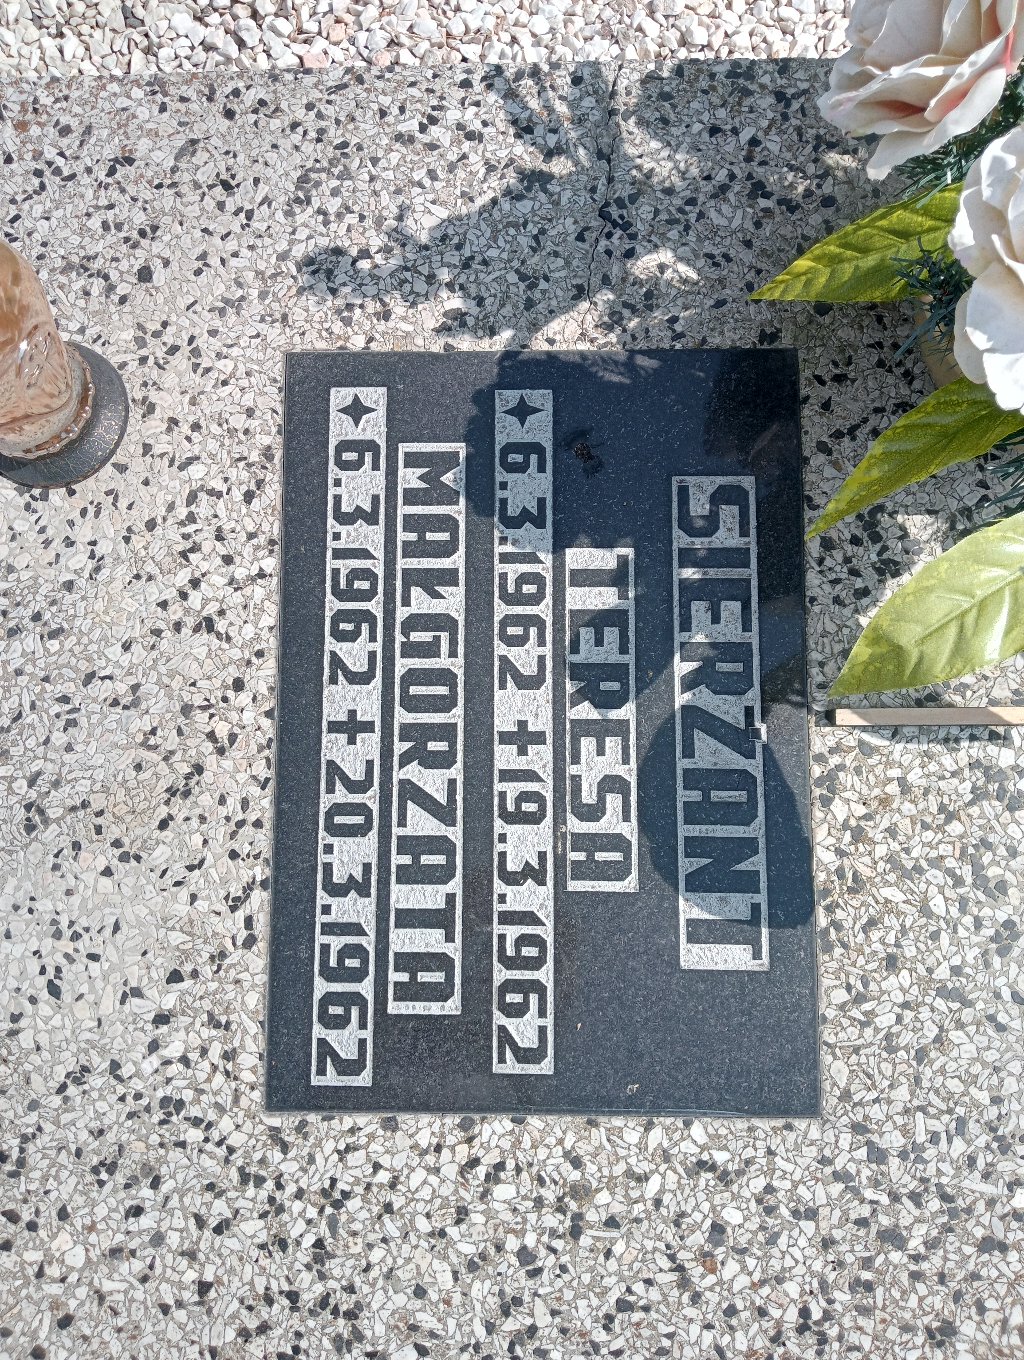 SIERŻANT
TERESA
✦6.3.1962+19.3.1962
MAŁGORZATA
✦6.3.1962+20.3.1962